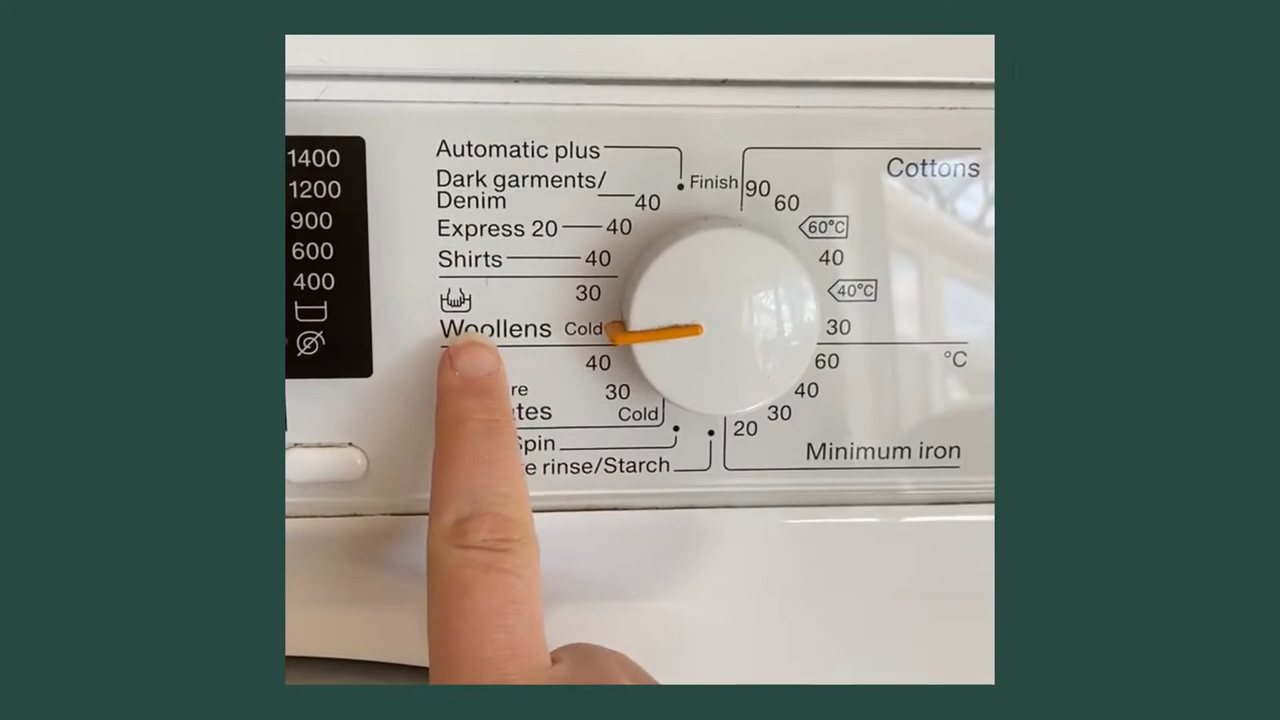 1400
1200
900
600
400
Automatic plus
Finish
Dark garments/
Denim
40
Express 20
40
Shirts
40
30
Woollens
Cold
40
30
Cold
Spin
rinse/Starch
Cottons
90
60
60°C
40
40°C
30
°C
60
40
30
20
Minimum iron